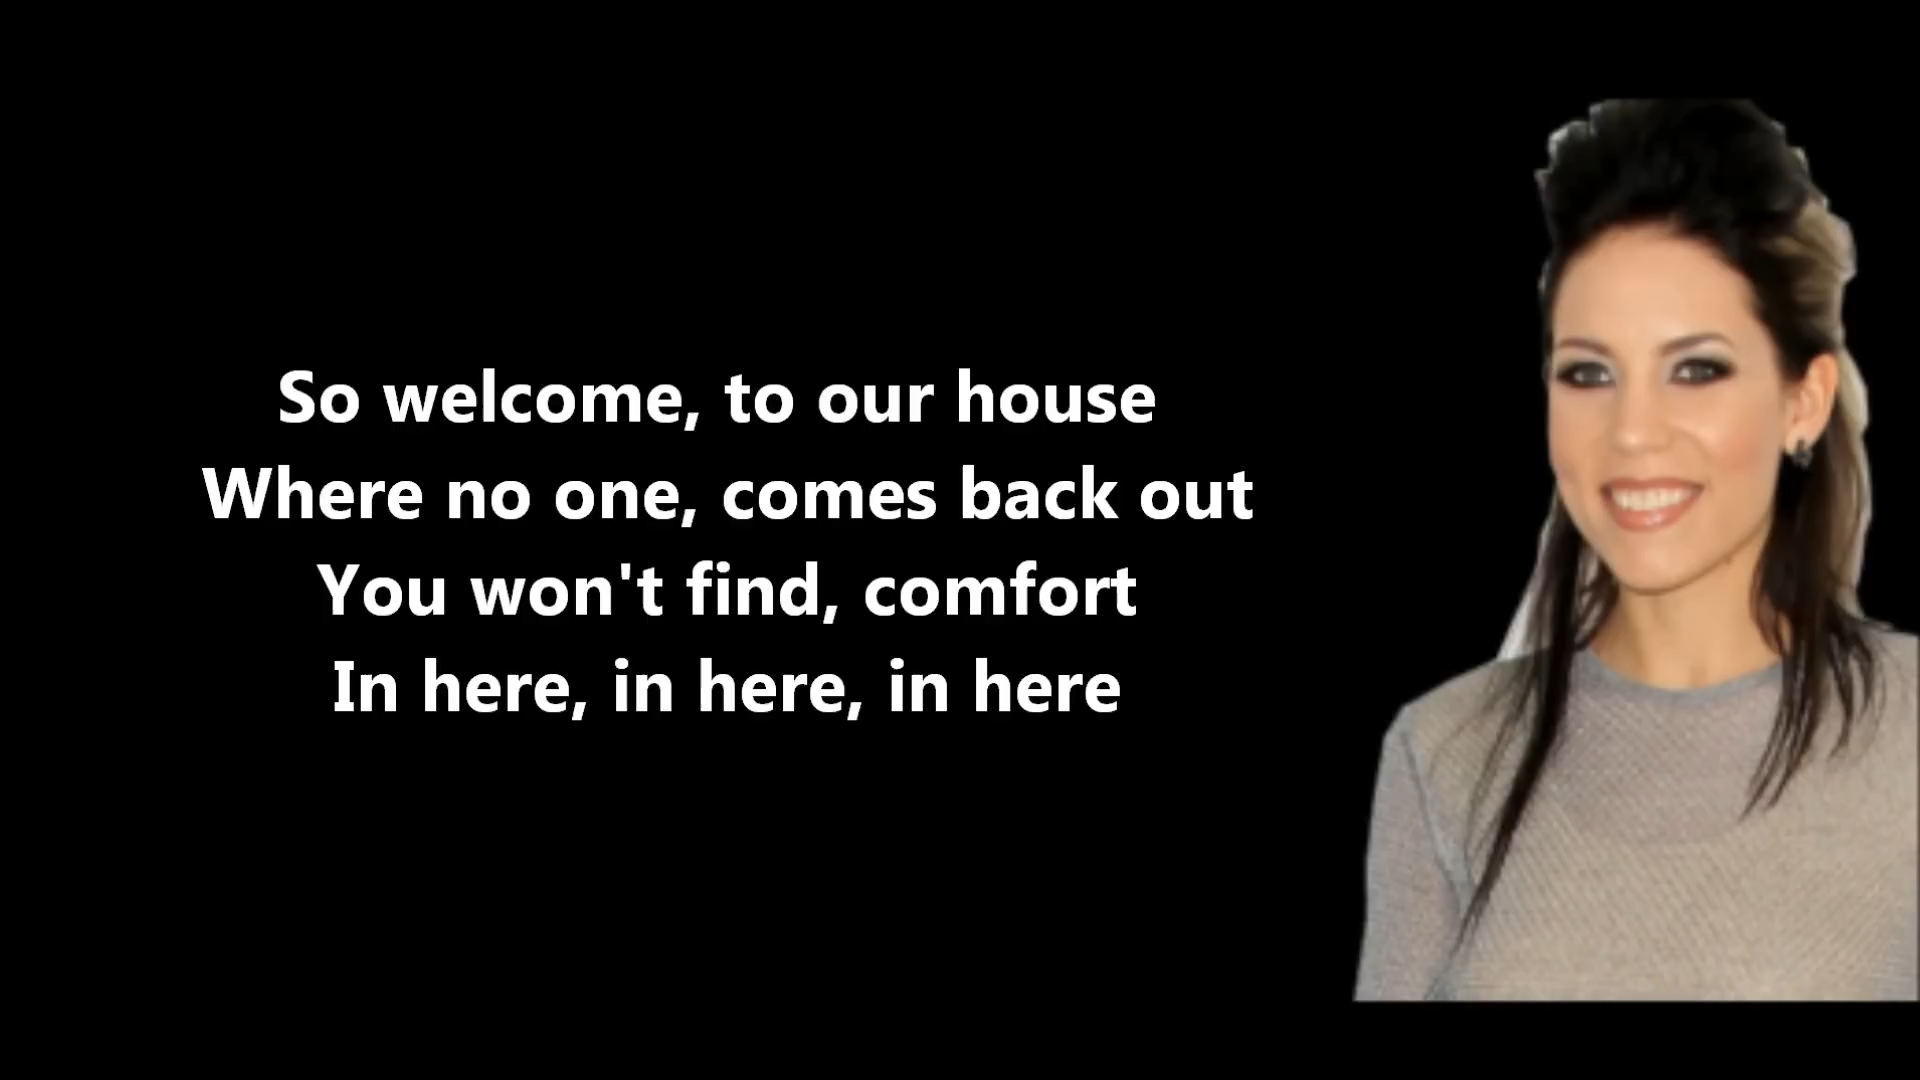 So welcome, to our house
Where no one, comes back out
You won't find, comfort
In here, in here, in here